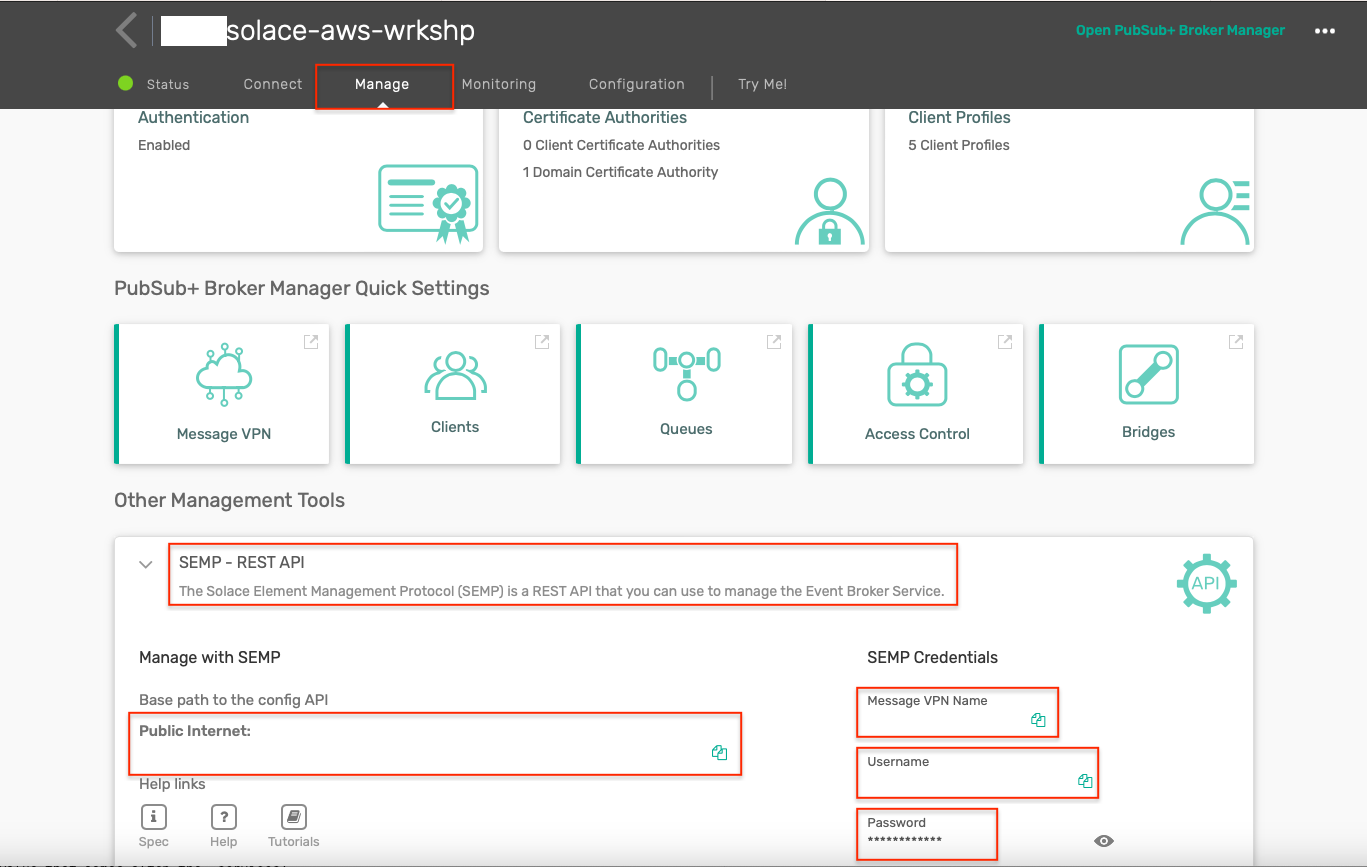 solace-aws-wrkshp
Open PubSub+ Broker Manager
Status Connect Manage Monitoring Configuration Try Me!
Authentication
Enabled
Certificate Authorities
0 Client Certificate Authorities
1 Domain Certificate Authority
Client Profiles
5 Client Profiles
PubSub+ Broker Manager Quick Settings
Message VPN
Clients
Queues
Access Control
Bridges
Other Management Tools
SEMP - REST API
The Solace Element Management Protocol (SEMP) is a REST API that you can use to manage the Event Broker Service.
API
Manage with SEMP
Base path to the config API
Public Internet:
Help links
Spec
Help
Tutorials
SEMP Credentials
Message VPN Name
Username
Password
************